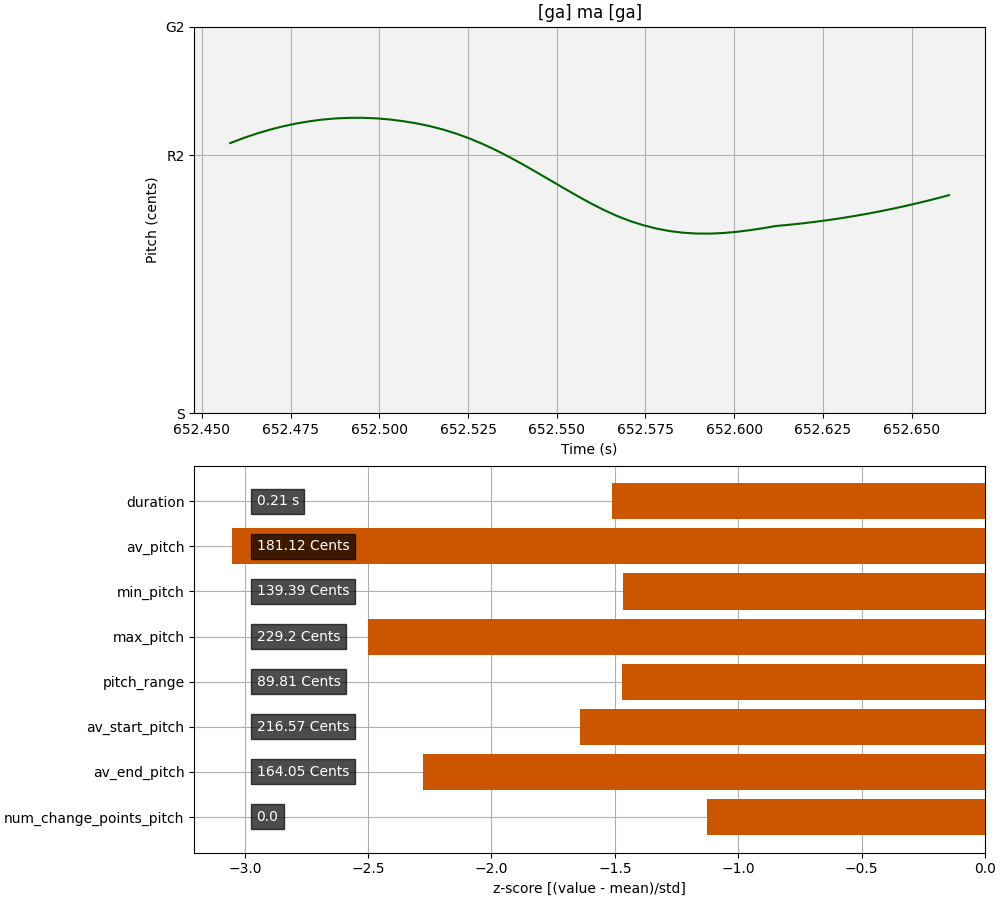 [ga] ma [ga]
G2
R2
S
Pitch (cents)
652.450 652.475 652.500 652.525 652.550 652.575 652.600 652.625 652.650
Time (s)
duration 0.21 s
av_pitch 181.12 Cents
min_pitch 139.39 Cents
max_pitch 229.2 Cents
pitch_range 89.81 Cents
av_start_pitch 216.57 Cents
av_end_pitch 164.05 Cents
num_change_points_pitch 0.0
−3.0 −2.5 −2.0 −1.5 −1.0 −0.5 0.0
z-score [(value - mean)/std]